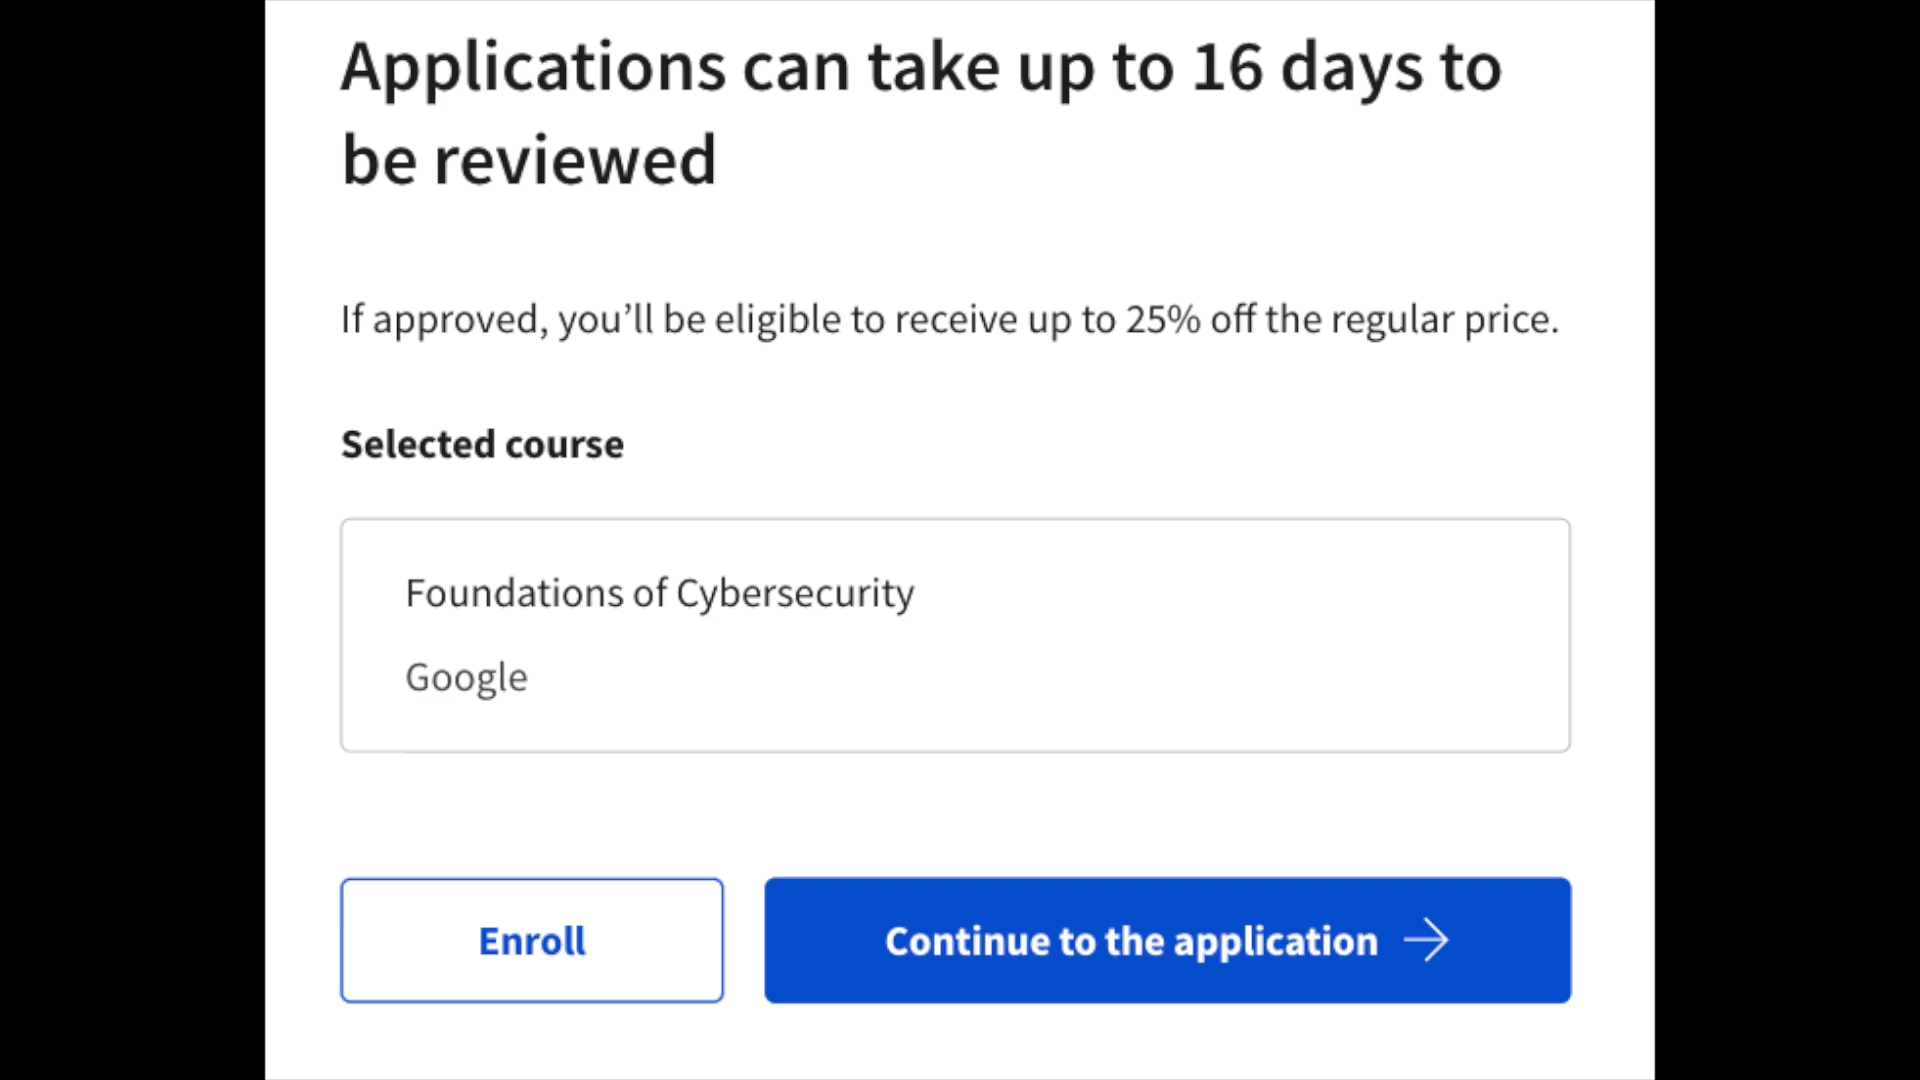 Applications can take up to 16 days to
be reviewed
If approved, you’ll be eligible to receive up to 25% off the regular price.
Selected course
Foundations of Cybersecurity
Google
Enroll
Continue to the application